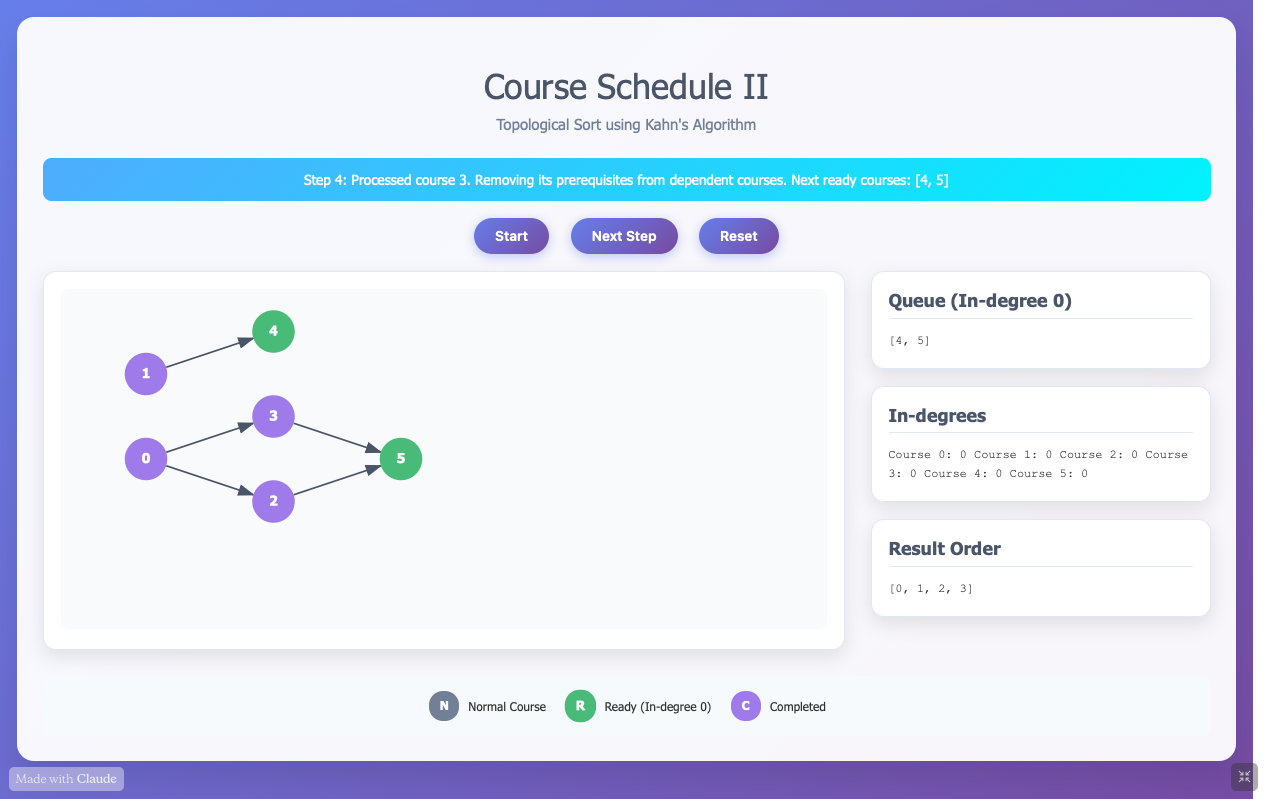 Course Schedule II
Topological Sort using Kahn's Algorithm
Step 4: Processed course 3. Removing its prerequisites from dependent courses. Next ready courses: [4, 5]
Start
Next Step
Reset
4
1
3
0
5
2
Queue (In-degree 0)
[4, 5]
In-degrees
Course 0: 0 Course 1: 0 Course 2: 0 Course
3: 0 Course 4: 0 Course 5: 0
Result Order
[0, 1, 2, 3]
N Normal Course R Ready (In-degree 0) C Completed
Made with Claude